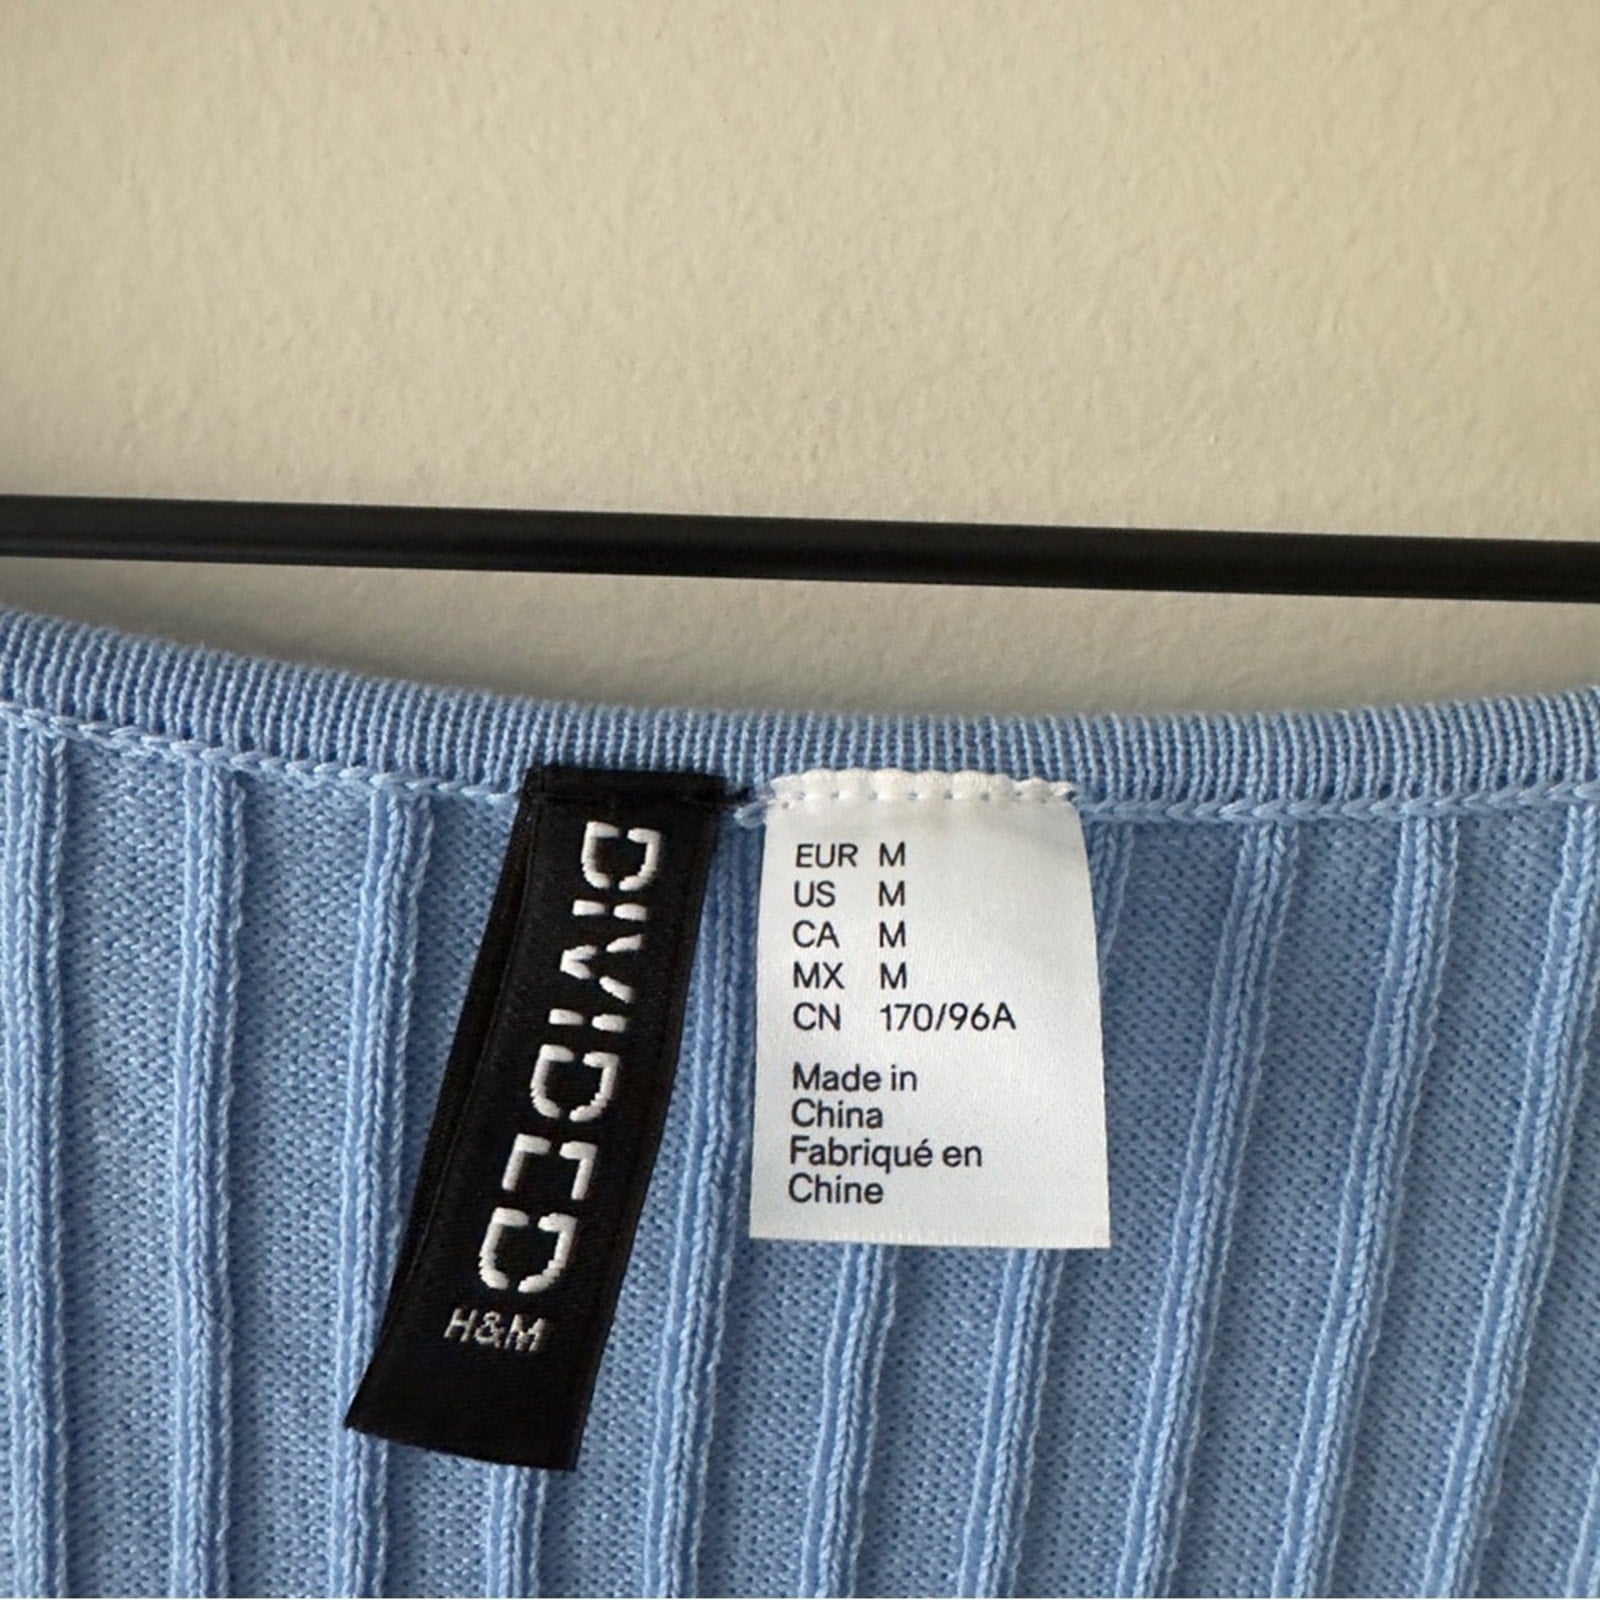 DIVIDED
H&M
EUR M
US M
CA M
MX M
CN 170/96A
Made in
China
Fabriqué en
Chine